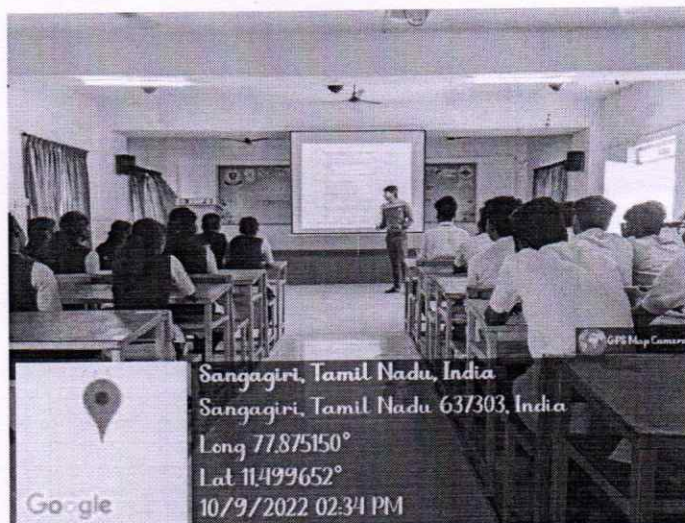 GPS Map Camera
Sangagiri, Tamil Nadu, India
Sangagiri, Tamil Nadu 637303, India
Long 77.875150°
Lat 11.499652°
10/9/2022 02:34 PM
Google